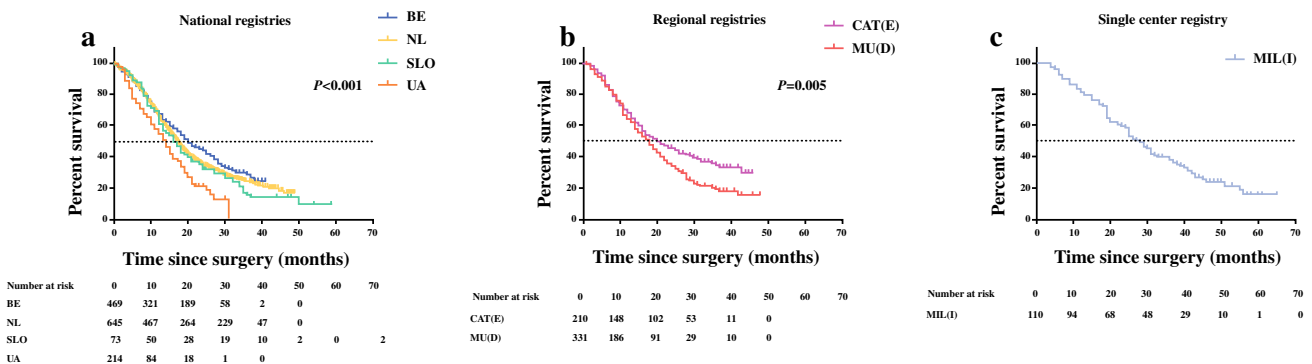 National registries
a
BE
NL
SLO
UA
P<0.001
100
80
60
40
20
0
Percent survival
0 10 20 30 40 50 60 70
Time since surgery (months)
Number at risk 0 10 20 30 40 50 60 70
BE 469 321 189 58 2 0
NL 645 467 264 229 47 0
SLO 73 50 28 19 10 2 0 2
UA 214 84 18 1 0
Regional registries
b
CAT(E)
MU(D)
P=0.005
100
80
60
40
20
0
Percent survival
0 10 20 30 40 50 60 70
Time since surgery (months)
Number at risk 0 10 20 30 40 50 60 70
CAT(E) 210 148 102 53 11 0
MU(D) 331 186 91 29 10 0
Single center registry
c
MIL(I)
100
80
60
40
20
0
Percent survival
0 10 20 30 40 50 60 70
Time since surgery (months)
Number at risk 0 10 20 30 40 50 60 70
MIL(I) 110 94 68 48 29 10 1 0